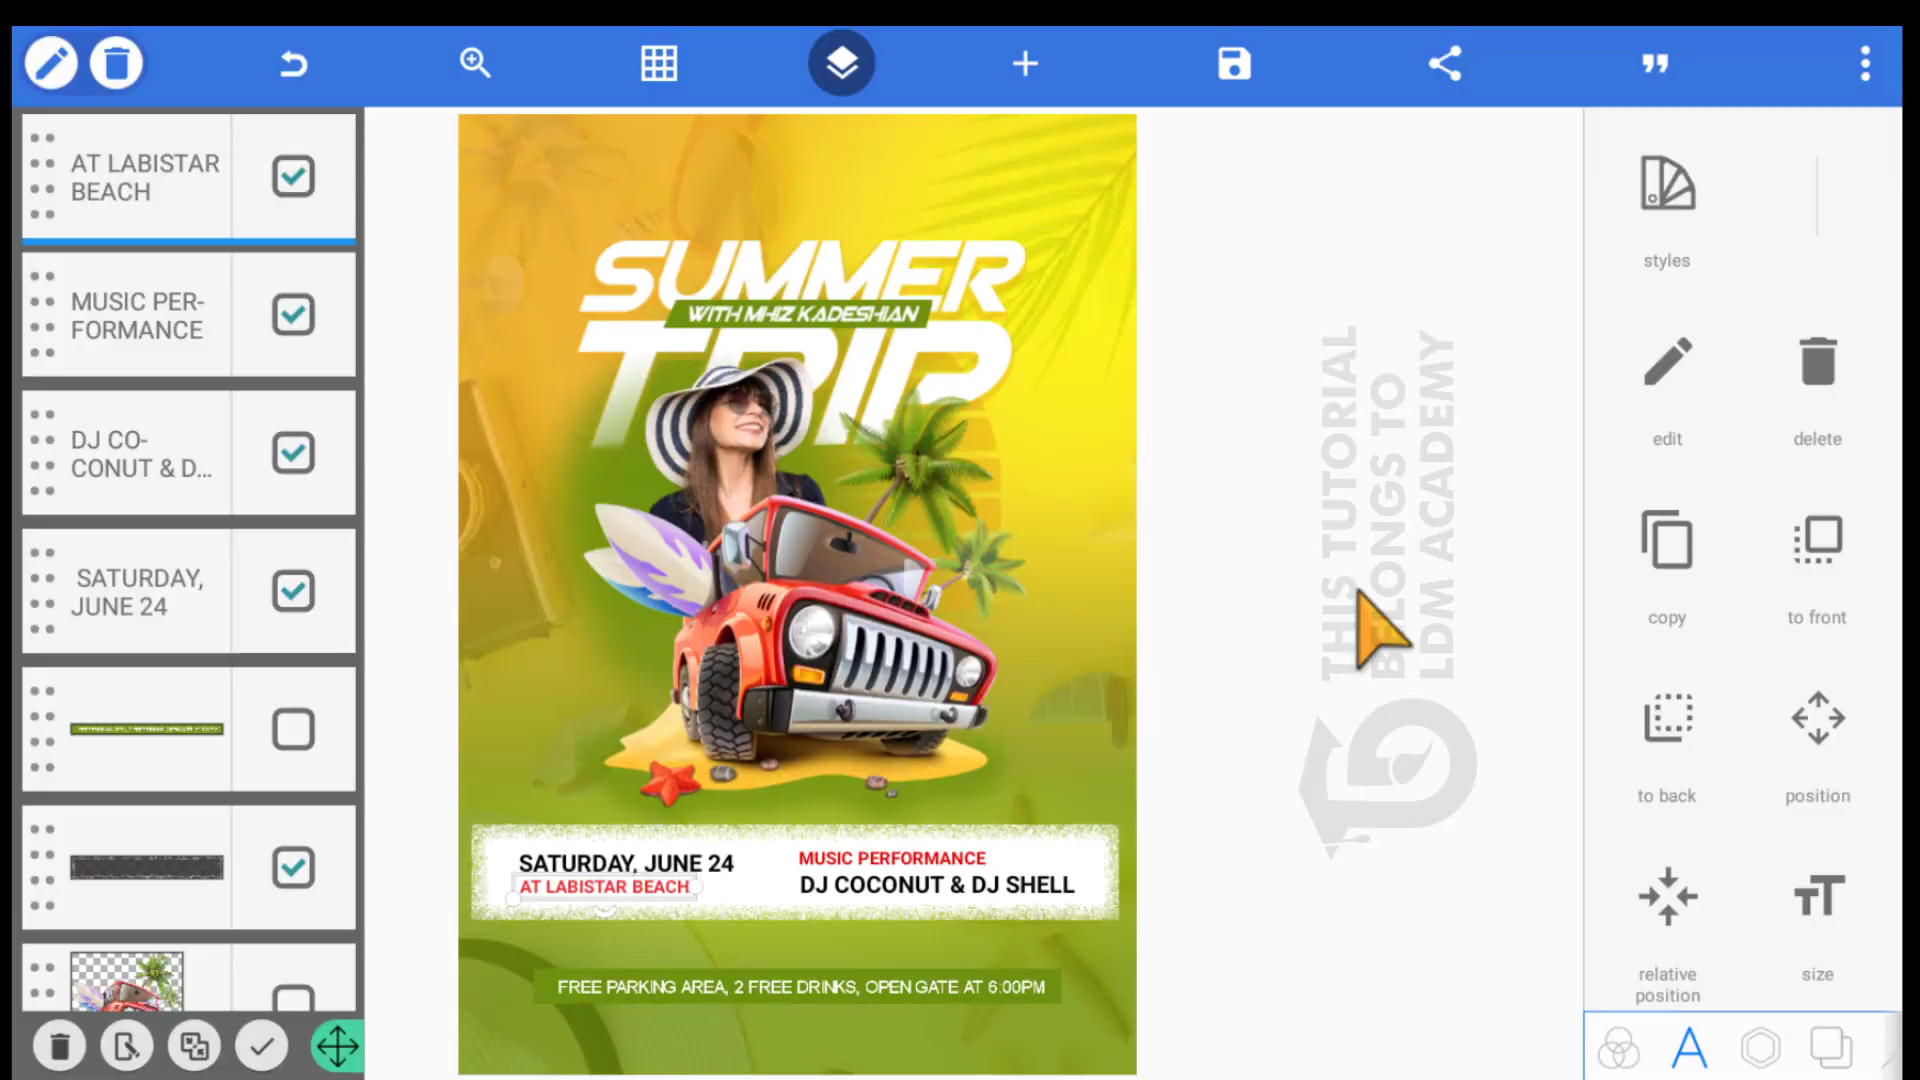 AT LABISTAR
BEACH
MUSIC PER-
FORMANCE
DJ CO-
CONUT & D...
SATURDAY,
JUNE 24
SUMMER
WITH MHIZ KADESHIAN
TRIP
SATURDAY, JUNE 24
AT LABISTAR BEACH
MUSIC PERFORMANCE
DJ COCONUT & DJ SHELL
FREE PARKING AREA, 2 FREE DRINKS, OPEN GATE AT 6:00PM
THIS TUTORIAL
BELONGS TO
LDM ACADEMY
styles
edit
delete
copy
to front
to back
position
relative
position
size